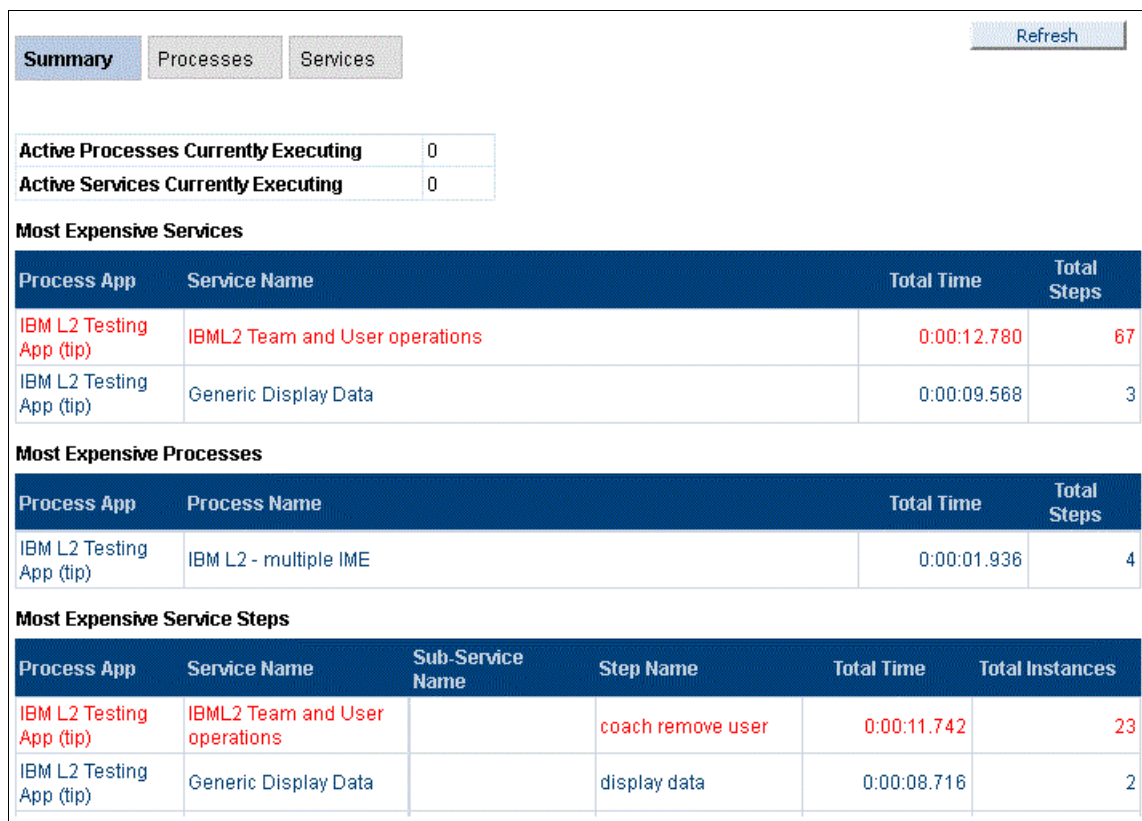 Refresh
Summary Processes Services
Active Processes Currently Executing 0
Active Services Currently Executing 0
Most Expensive Services
Process App Service Name Total Time Total Steps
IBM L2 Testing App (tip) IBML2 Team and User operations 0:00:12.780 67
IBM L2 Testing App (tip) Generic Display Data 0:00:09.568 3
Most Expensive Processes
Process App Process Name Total Time Total Steps
IBM L2 Testing App (tip) IBM L2 - multiple IME 0:00:01.936 4
Most Expensive Service Steps
Process App Service Name Sub-Service Name Step Name Total Time Total Instances
IBM L2 Testing App (tip) IBML2 Team and User operations coach remove user 0:00:11.742 23
IBM L2 Testing App (tip) Generic Display Data display data 0:00:08.716 2